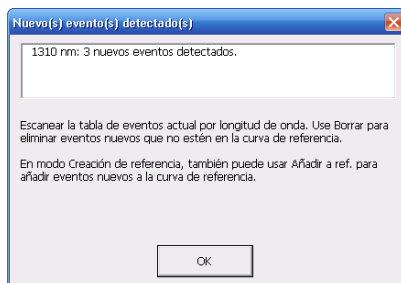 Nuevo(s) evento(s) detectado(s)
1310 nm: 3 nuevos eventos detectados.
Escanear la tabla de eventos actual por longitud de onda. Use Borrar para
eliminar eventos nuevos que no estén en la curva de referencia.
En modo Creación de referencia, también puede usar Añadir a ref. para
añadir eventos nuevos a la curva de referencia.
OK